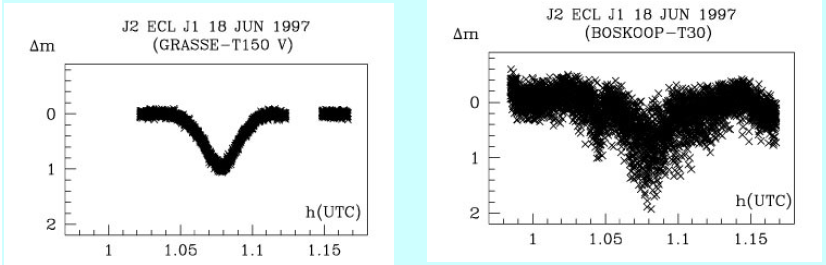 J2 ECL J1 18 JUN 1997
(GRASSE-T150 V)
Δm
0
1
2
h(UTC)
1
1.05
1.1
1.15
J2 ECL J1 18 JUN 1997
(BOSKOOP-T30)
Δm
0
1
2
h(UTC)
1
1.05
1.1
1.15